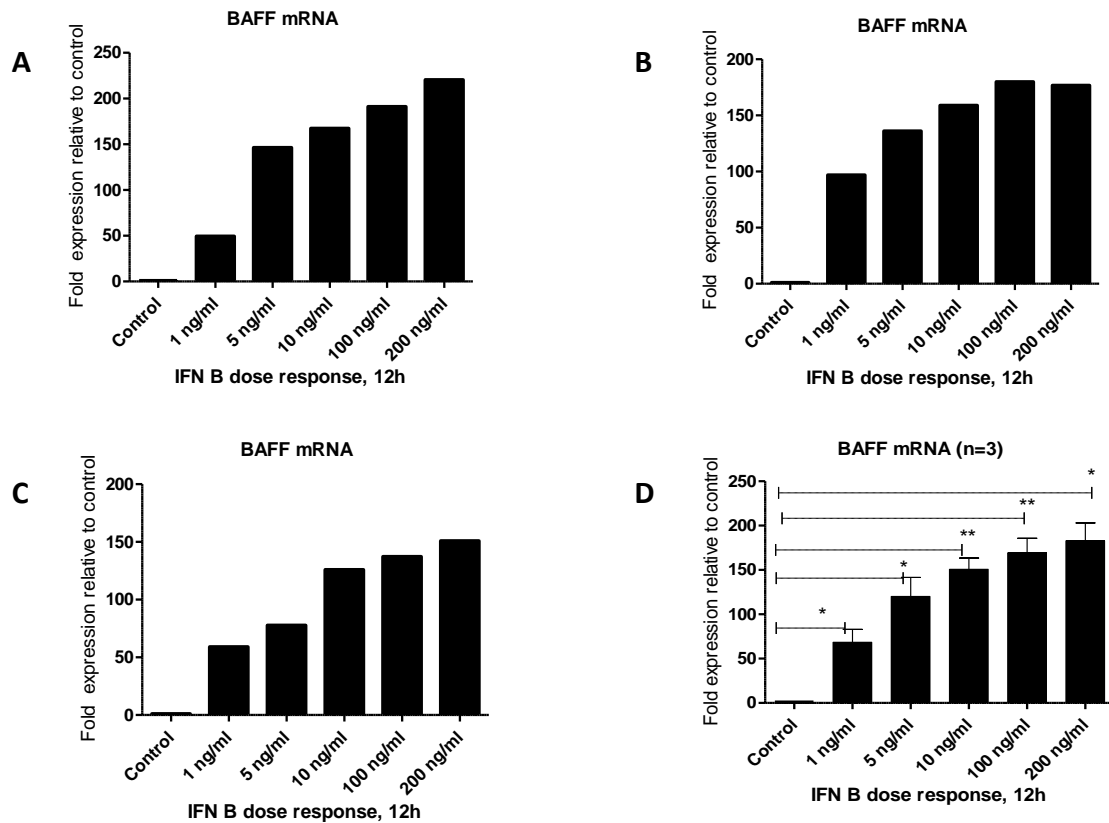 A
BAFF mRNA
Fold expression relative to control
250
200
150
100
50
0
Control
1 ng/ml
5 ng/ml
10 ng/ml
100 ng/ml
200 ng/ml
IFN B dose response, 12h
B
BAFF mRNA
Fold expression relative to control
200
150
100
50
0
Control
1 ng/ml
5 ng/ml
10 ng/ml
100 ng/ml
200 ng/ml
IFN B dose response, 12h
C
BAFF mRNA
Fold expression relative to control
200
150
100
50
0
Control
1 ng/ml
5 ng/ml
10 ng/ml
100 ng/ml
200 ng/ml
IFN B dose response, 12h
D
BAFF mRNA (n=3)
Fold expression relative to control
250
200
150
100
50
0
*
*
**
**
*
Control
1 ng/ml
5 ng/ml
10 ng/ml
100 ng/ml
200 ng/ml
IFN B dose response, 12h